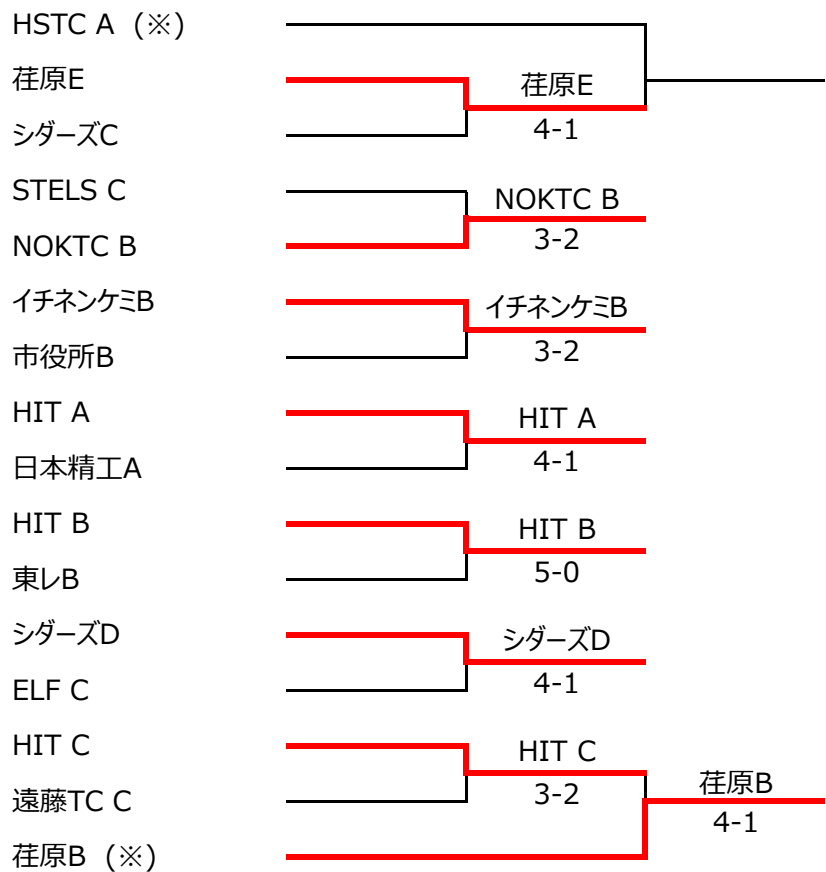 HSTC A (※)
荏原E
荏原E
シダーズC
4-1
STELS C
NOKTC B
NOKTC B
3-2
イチネンケミB
イチネンケミB
市役所B
3-2
HIT A
HIT A
日本精工A
4-1
HIT B
HIT B
東レB
5-0
シダーズD
シダーズD
ELF C
4-1
HIT C
HIT C
遠藤TC C
3-2
荏原B
4-1
荏原B (※)